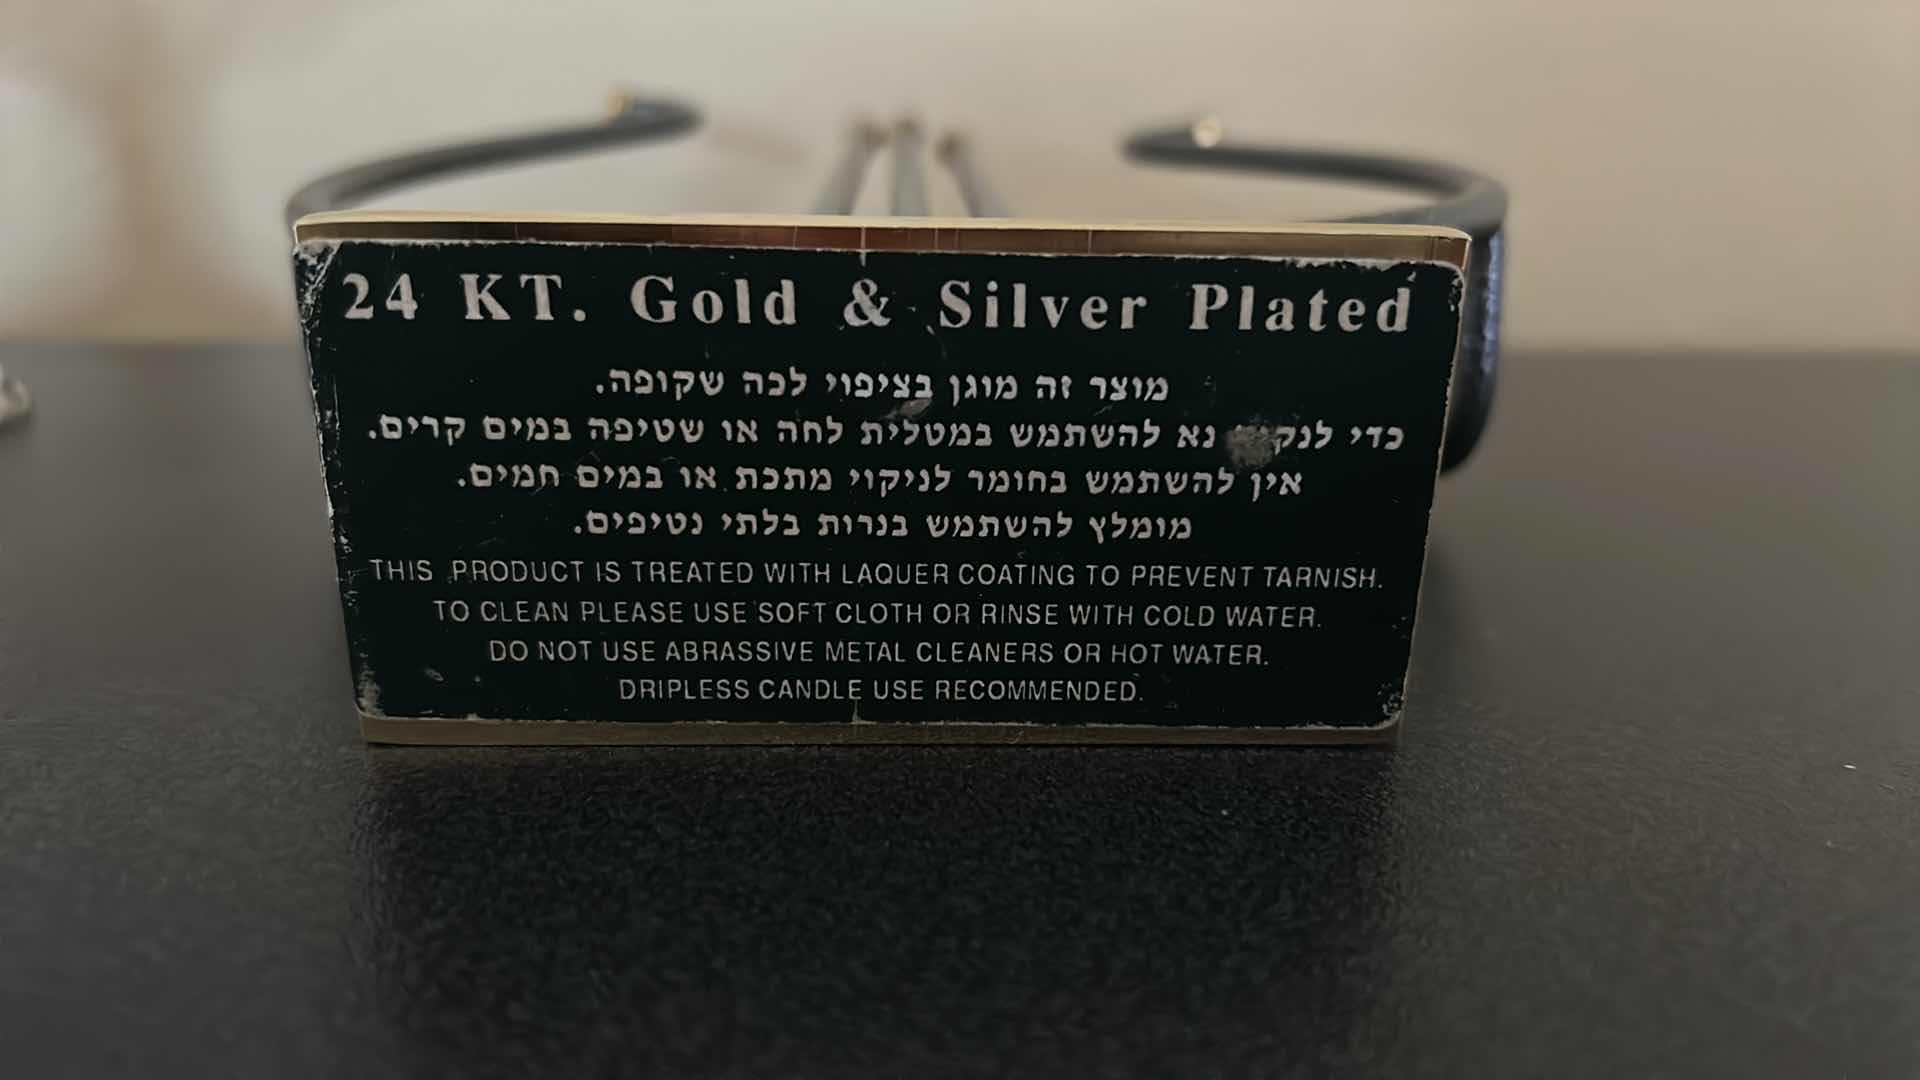 24 KT. Gold & Silver Plated
מוצר זה מוגן בציפוי לכה שקופה.
כדי נא להשתמש במטלית לחה או שטיפה במים קרים.
אין להשתמש בחומר לניקוי מתכת או במים חמים.
מומלץ להשתמש בנרות בלתי נטיפים.
THIS PRODUCT IS TREATED WITH LAQUER COATING TO PREVENT TARNISH.
TO CLEAN PLEASE USE SOFT CLOTH OR RINSE WITH COLD WATER.
DO NOT USE ABRASSIVE METAL CLEANERS OR HOT WATER.
DRIPLESS CANDLE USE RECOMMENDED.